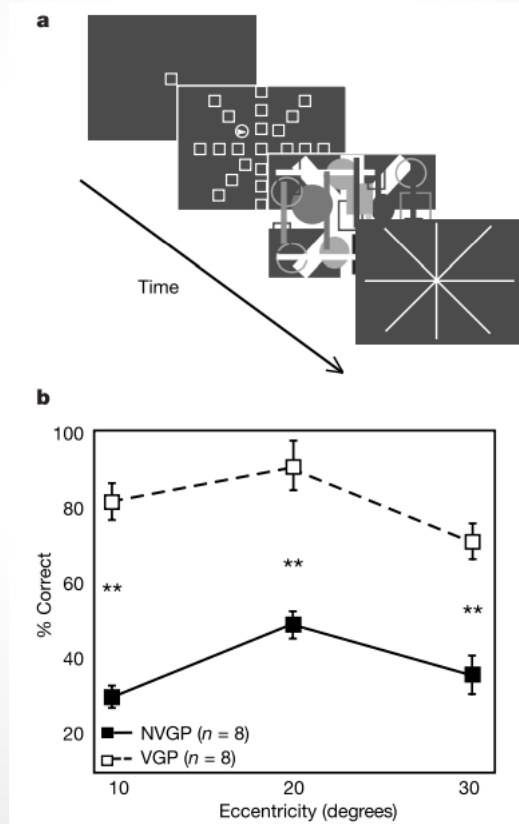 a
Time
b
100
80
60
40
20
% Correct
**
**
**
NVGP (n = 8)
VGP (n = 8)
10
20
30
Eccentricity (degrees)